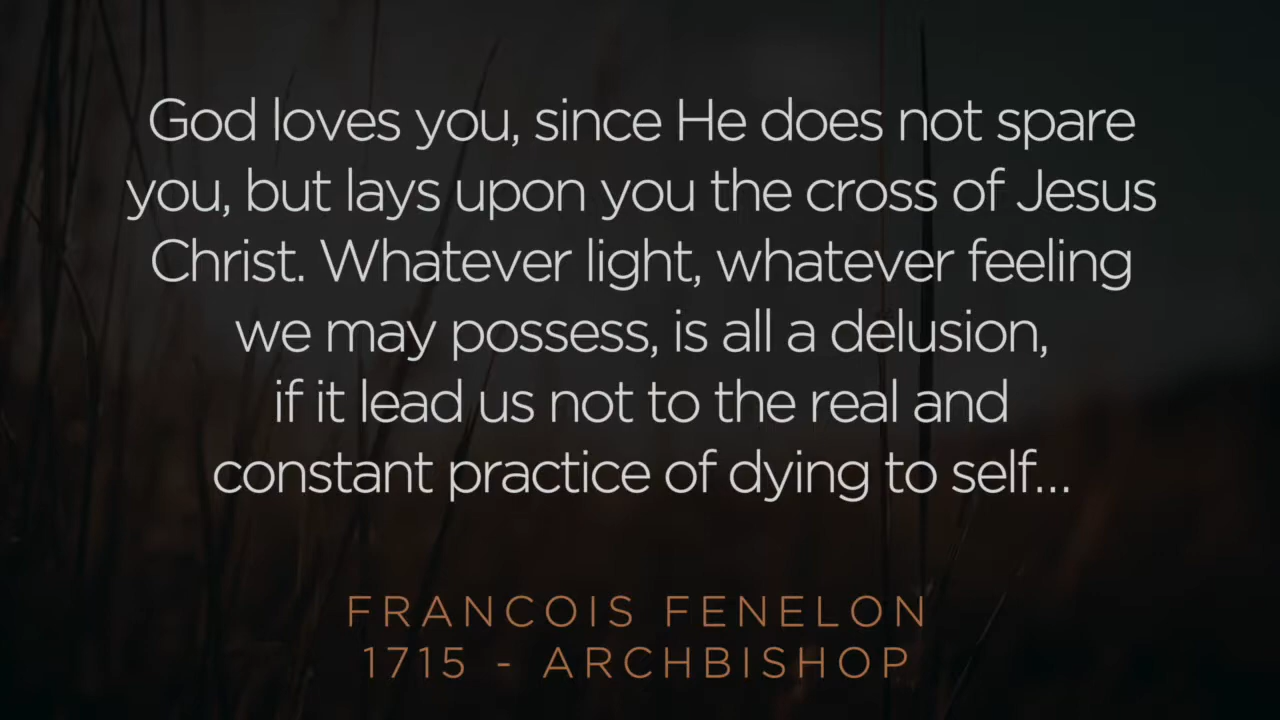 God loves you, since He does not spare
you, but lays upon you the cross of Jesus
Christ. Whatever light, whatever feeling
we may possess, is all a delusion,
if it lead us not to the real and
constant practice of dying to self...
FRANCOIS FENELON
1715 - ARCHBISHOP